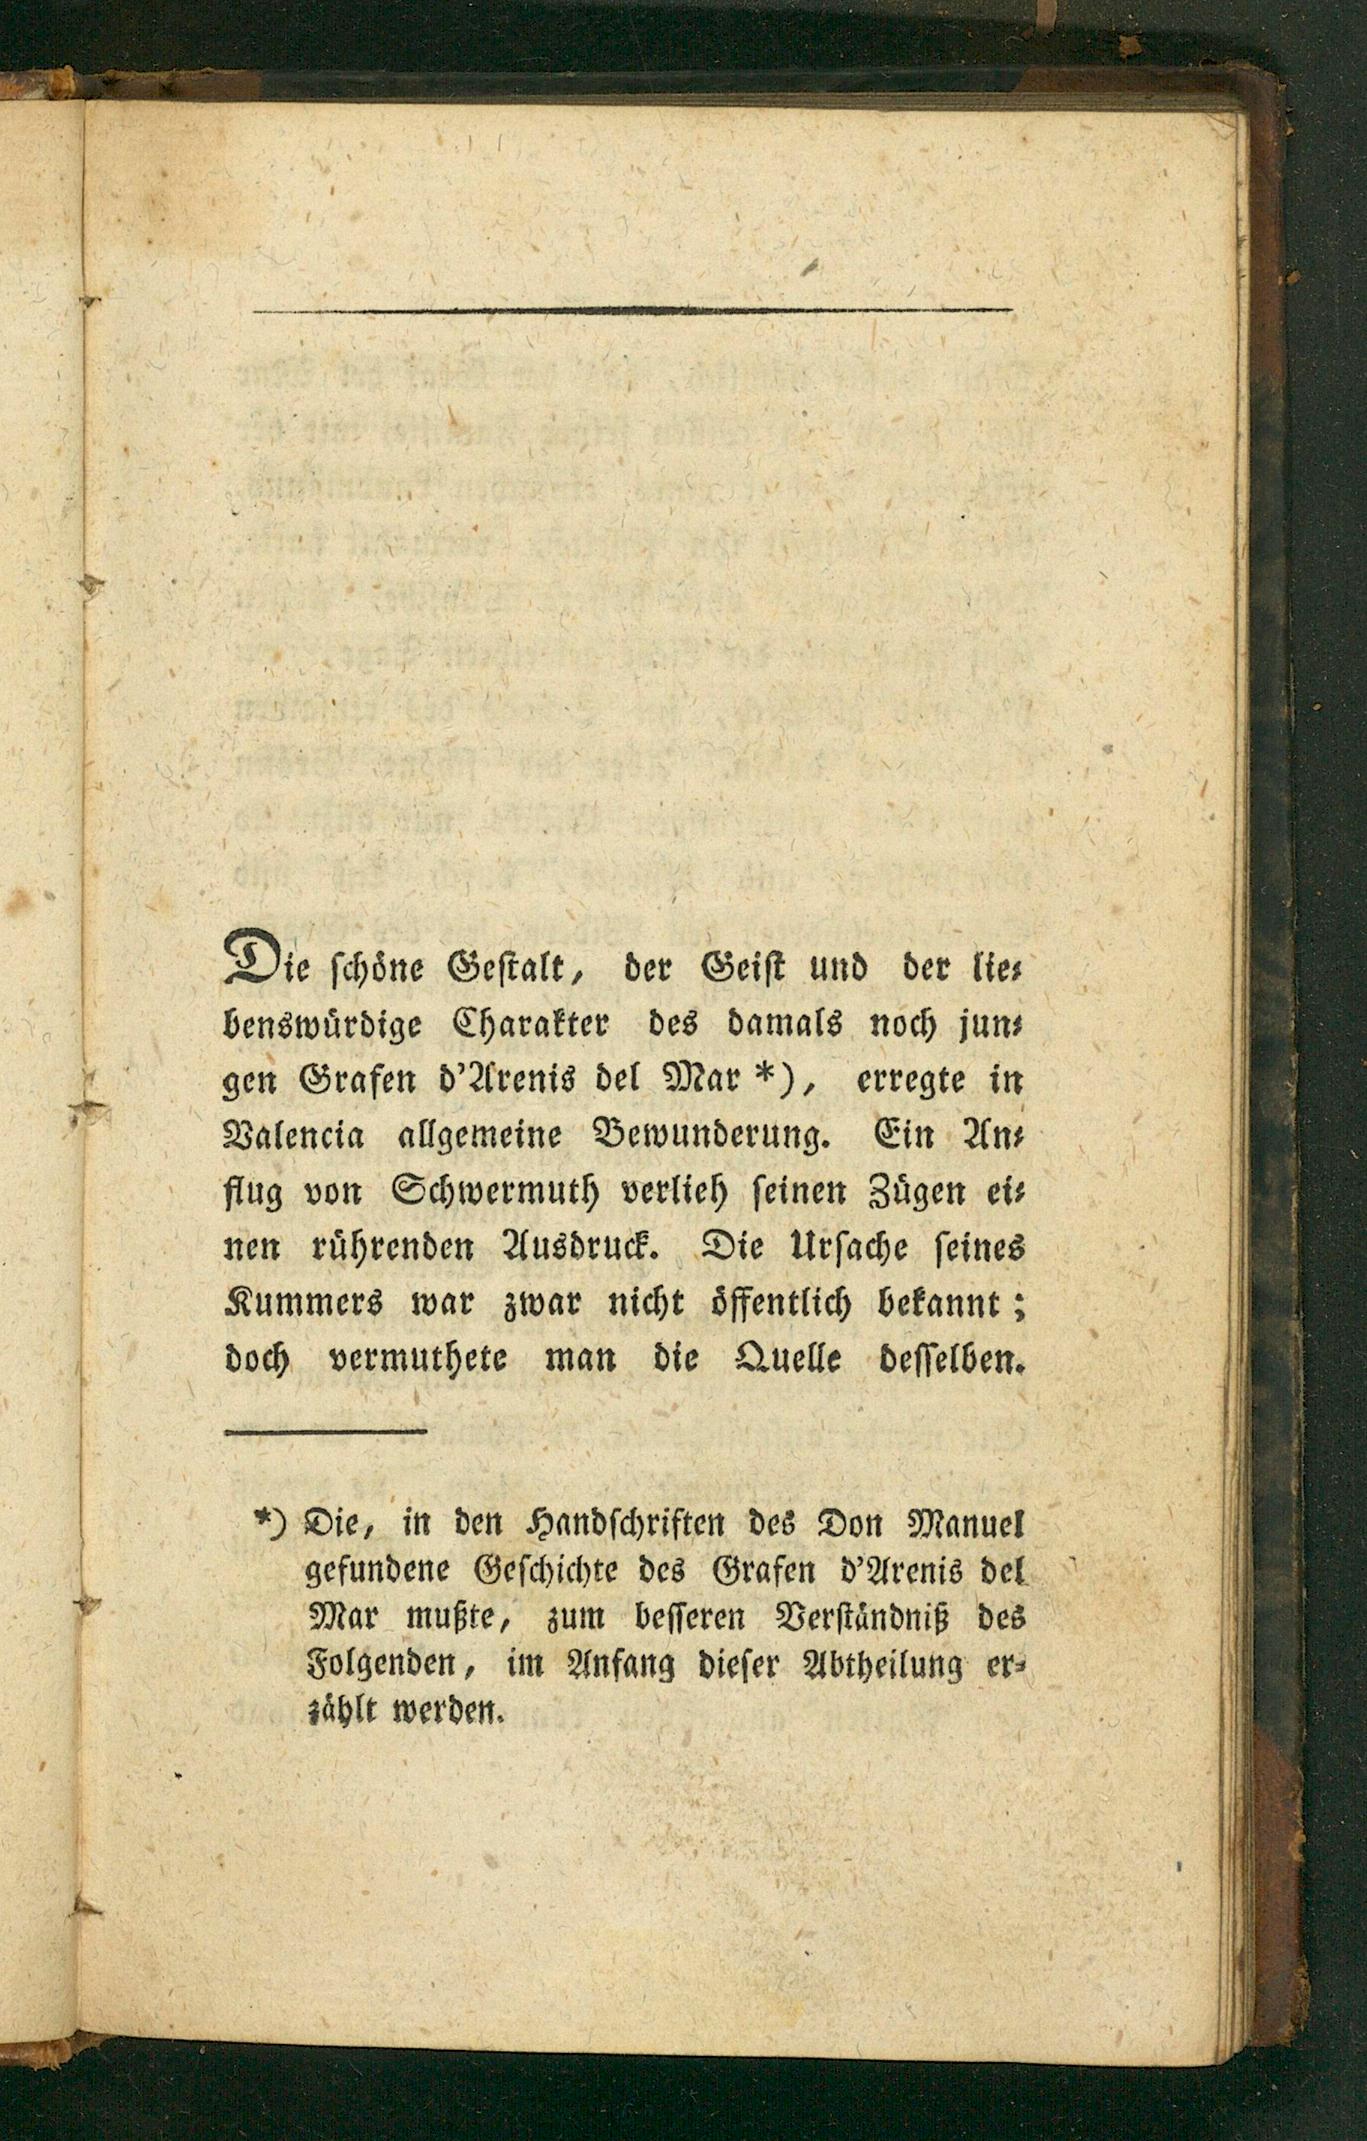 Die schöne Gestalt, der Geist und der lie-
benswürdige Charakter des damals noch jun-
gen Grafen d'Arenis del Mar *), erregte in
Valencia allgemeine Bewunderung. Ein An-
flug von Schwermuth verlieh seinen Zügen ei-
nen rührenden Ausdruck. Die Ursache seines
Kummers war zwar nicht öffentlich bekannt;
doch vermuthete man die Quelle desselben.
*) Die, in den Handschriften des Don Manuel
gefundene Geschichte des Grafen d'Arenis del
Mar mußte, zum besseren Verständniß des
Folgenden, im Anfang dieser Abtheilung er-
zählt werden.